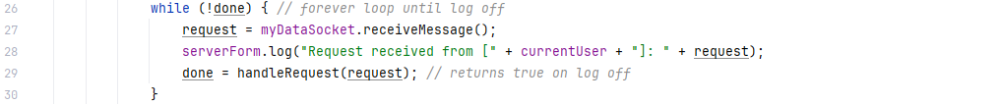 26 while (!done) { // forever loop until log off
27 request = myDataSocket.receiveMessage();
28 serverForm.log("Request received from [" + currentUser + "]: " + request);
29 done = handleRequest(request); // returns true on log off
30 }